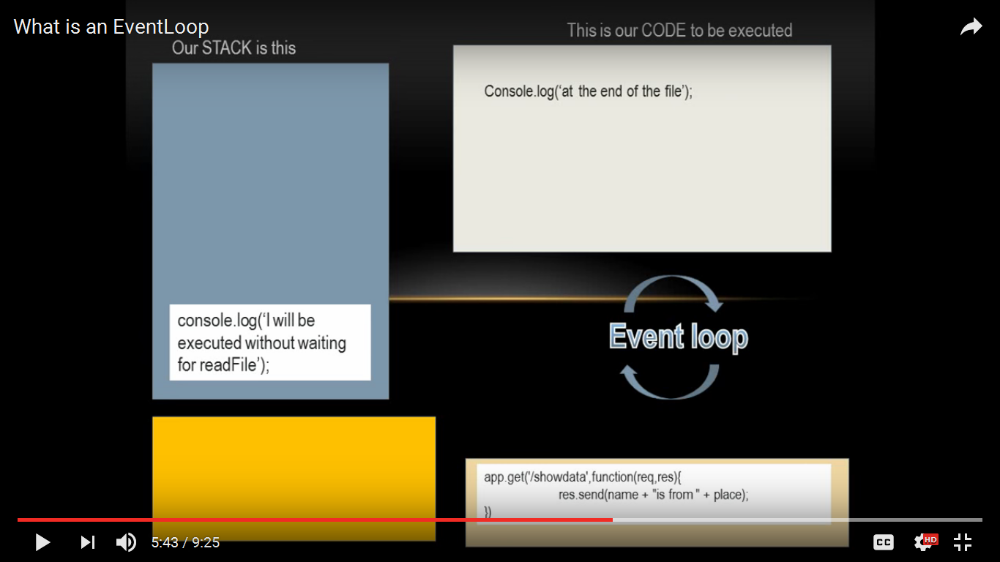 What is an EventLoop
Our STACK is this
This is our CODE to be executed
Console.log(‘at the end of the file’);
console.log(‘I will be
executed without waiting
for readFile’);
Event loop
app.get('/showdata',function(req,res){
res.send(name + "is from " + place);
})
5:43 / 9:25
CC
HD